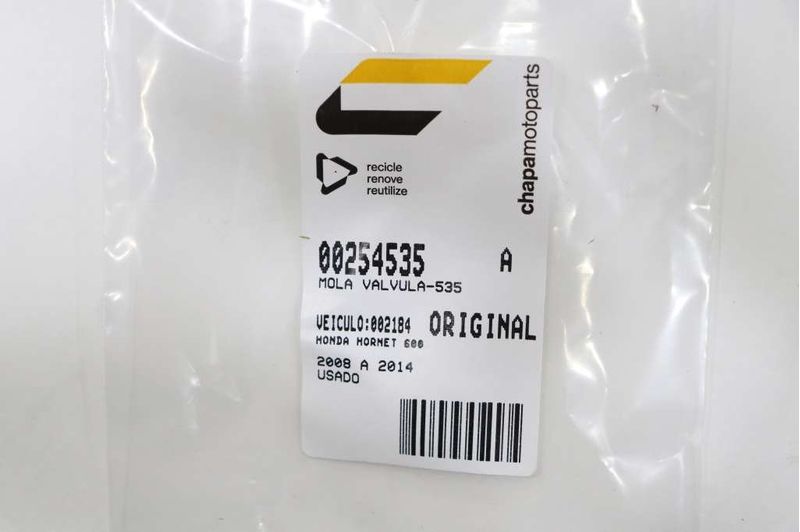 chapamotoparts
recicle
renove
reutilize
00254535 A
MOLA VALVULA-535
VEICULO:002184 ORIGINAL
HONDA HORNET 600
2008 A 2014
USADO